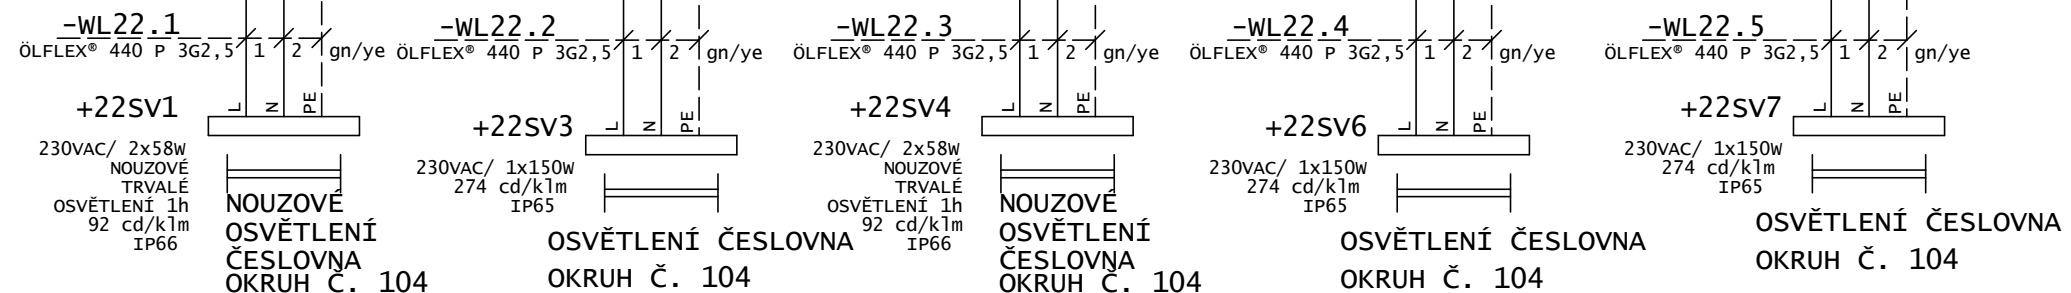 -WL22.1
ÖLFLEX® 440 P 3G2,5 1 2 gn/ye
+22SV1
L N PE
230VAC/ 2x58W
NOUZOVÉ
TRVALÉ
OSVĚTLENÍ 1h
92 cd/klm
IP66
NOUZOVÉ
OSVĚTLENÍ
ČESLOVNA
OKRUH Č. 104
-WL22.2
ÖLFLEX® 440 P 3G2,5 1 2 gn/ye
+22SV3
L N PE
230VAC/ 1x150W
274 cd/klm
IP65
OSVĚTLENÍ ČESLOVNA
OKRUH Č. 104
-WL22.3
ÖLFLEX® 440 P 3G2,5 1 2 gn/ye
+22SV4
L N PE
230VAC/ 2x58W
NOUZOVÉ
TRVALÉ
OSVĚTLENÍ 1h
92 cd/klm
IP66
NOUZOVÉ
OSVĚTLENÍ
ČESLOVNA
OKRUH Č. 104
-WL22.4
ÖLFLEX® 440 P 3G2,5 1 2 gn/ye
+22SV6
L N PE
230VAC/ 1x150W
274 cd/klm
IP65
OSVĚTLENÍ ČESLOVNA
OKRUH Č. 104
-WL22.5
ÖLFLEX® 440 P 3G2,5 1 2 gn/ye
+22SV7
L N PE
230VAC/ 1x150W
274 cd/klm
IP65
OSVĚTLENÍ ČESLOVNA
OKRUH Č. 104